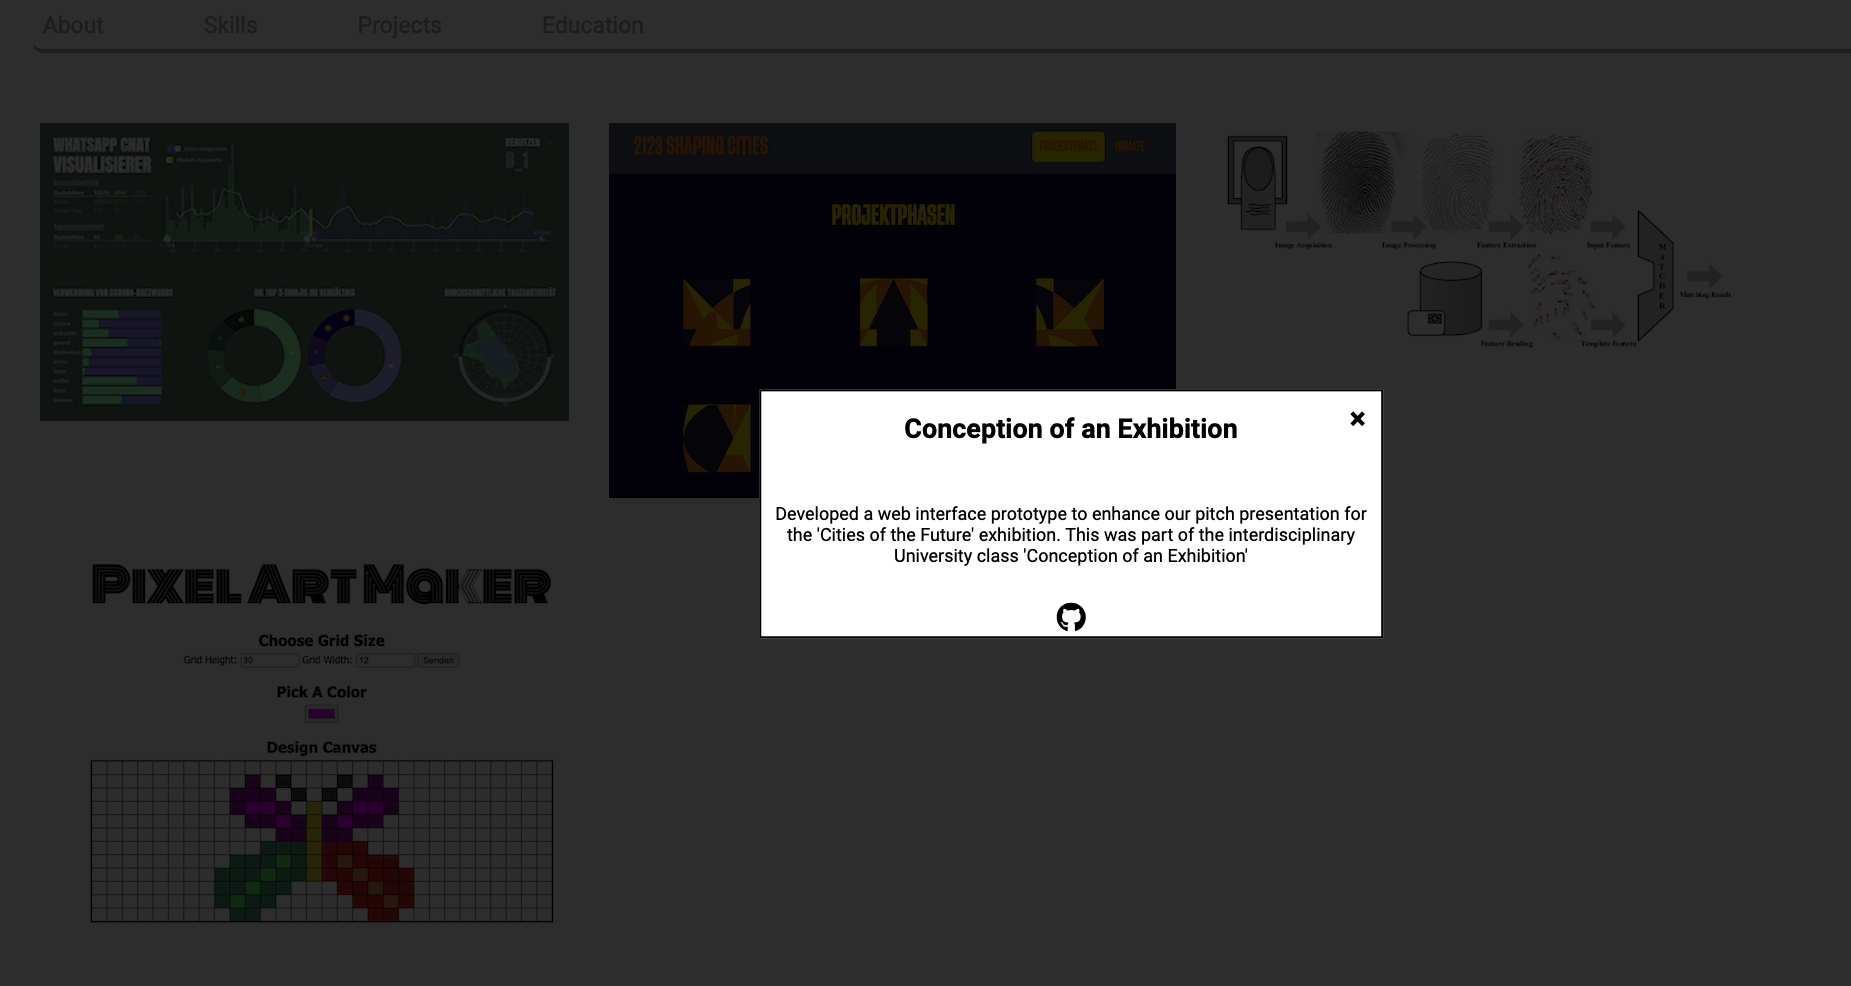 About Skills Projects Education
WHATSAPP CHAT
VISUALISIERER
BENUTZER
B_1
VERWENDUNG VON CORONA-BUZZWORDS
DIE TOP 5 EMOJIS IM VERHÄLTNIS
DURCHSCHNITTLICHE TAGESAKTIVITÄT
2123 SHAPING CITIES
PROJEKTPHASE INHALTE
PROJEKTPHASEN
Image Acquisition Image Processing Feature Extraction Input Feature
MATCHER
Matching Result
Feature Reading Template Feature
Conception of an Exhibition
Developed a web interface prototype to enhance our pitch presentation for
the 'Cities of the Future' exhibition. This was part of the interdisciplinary
University class 'Conception of an Exhibition'
PIXEL ART MAKER
Choose Grid Size
Grid Height: 30 Grid Width: 12 Senden
Pick A Color
Design Canvas